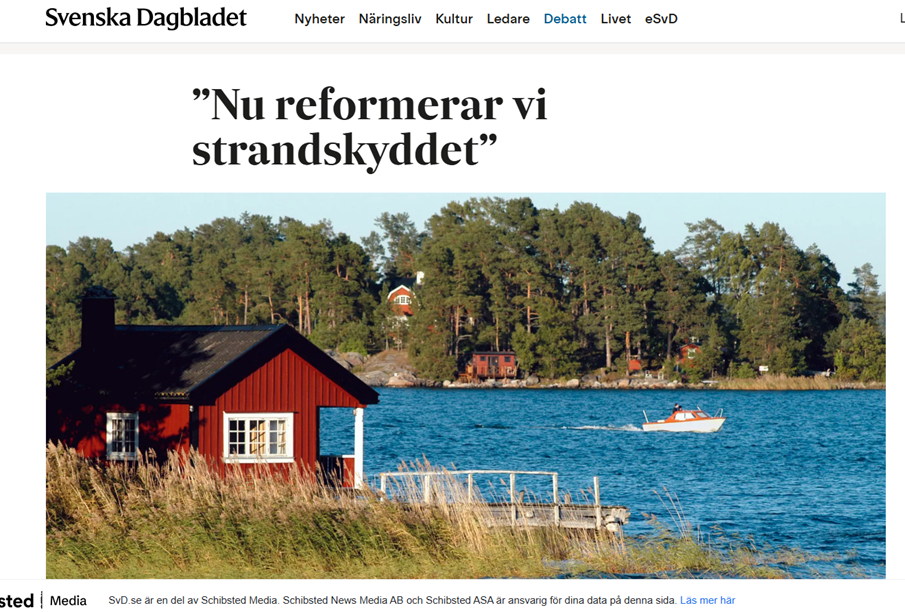 Svenska Dagbladet
Nyheter Näringsliv Kultur Ledare Debatt Livet eSvD
”Nu reformerar vi
strandskyddet”
sted | Media SvD.se är en del av Schibsted Media. Schibsted News Media AB och Schibsted ASA är ansvarig för dina data på denna sida. Läs mer här